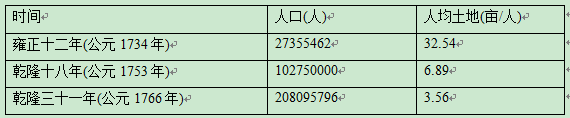 时间 人口(人) 人均土地(亩/人)
雍正十二年(公元 1734 年) 27355462 32.54
乾隆十八年(公元 1753 年) 102750000 6.89
乾隆三十一年(公元 1766 年) 208095796 3.56